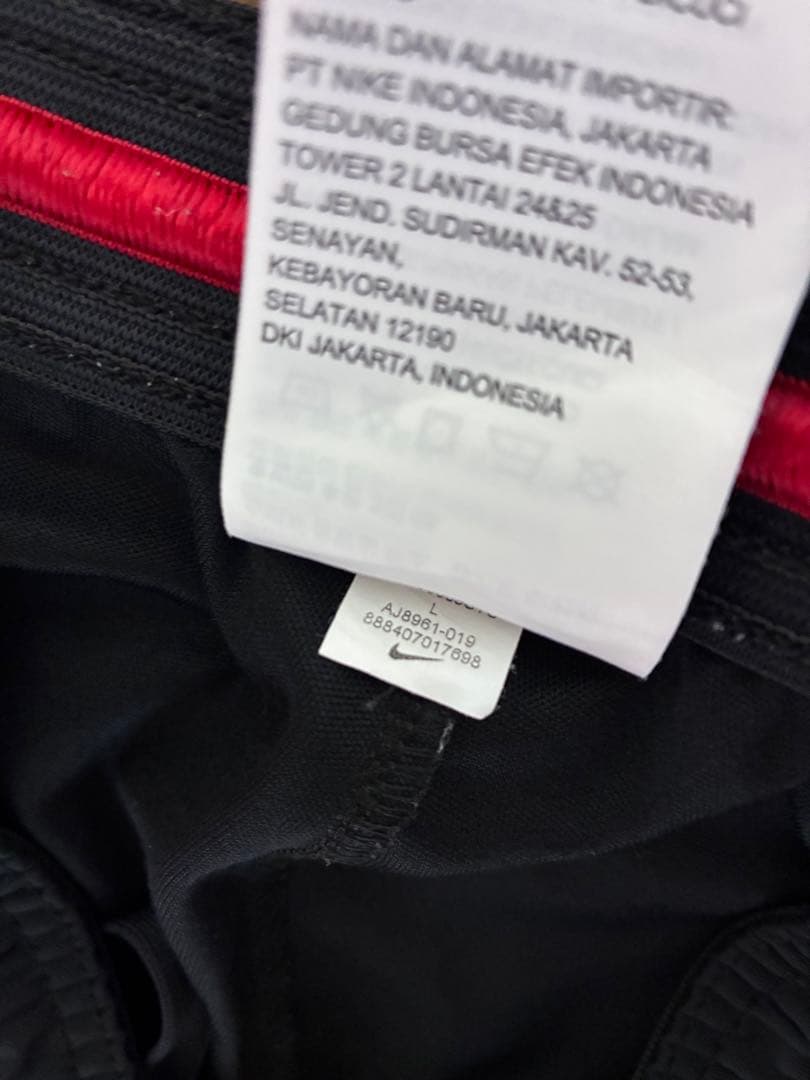 NAMA DAN ALAMAT IMPORTIR:
PT NIKE INDONESIA, JAKARTA
GEDUNG BURSA EFEK INDONESIA
TOWER 2 LANTAI 24&25
JL. JEND. SUDIRMAN KAV. 52-53,
SENAYAN,
KEBAYORAN BARU, JAKARTA
SELATAN 12190
DKI JAKARTA, INDONESIA
L
AJ8961-019
888407017698